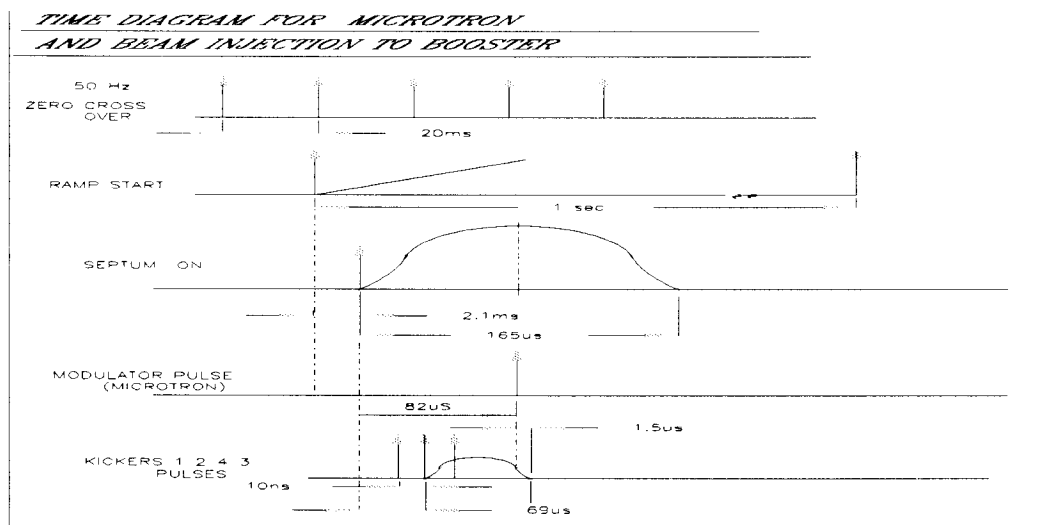 TIME DIAGRAM FOR MICROTRON
AND BEAM INJECTION TO BOOSTER
50 Hz
ZERO CROSS
OVER
20ms
RAMP START
1 sec
SEPTUM ON
2.1ms
165us
MODULATOR PULSE
(MICROTRON)
82uS
1.5us
KICKERS 1 2 4 3
PULSES
10ns
69us